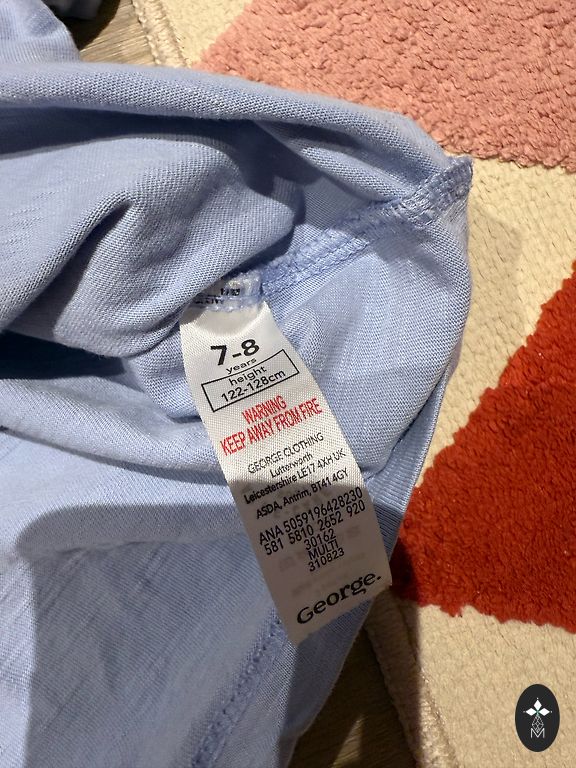 7-8
years
height
122-128cm
WARNING
KEEP AWAY FROM FIRE
GEORGE CLOTHING
Lutterworth
Leicestershire LE17 4XH UK
ASDA, Antrim, BT41 4GY
ANA 5059196428230
581 5810 2652 920
30162
MULTI
310823
George.